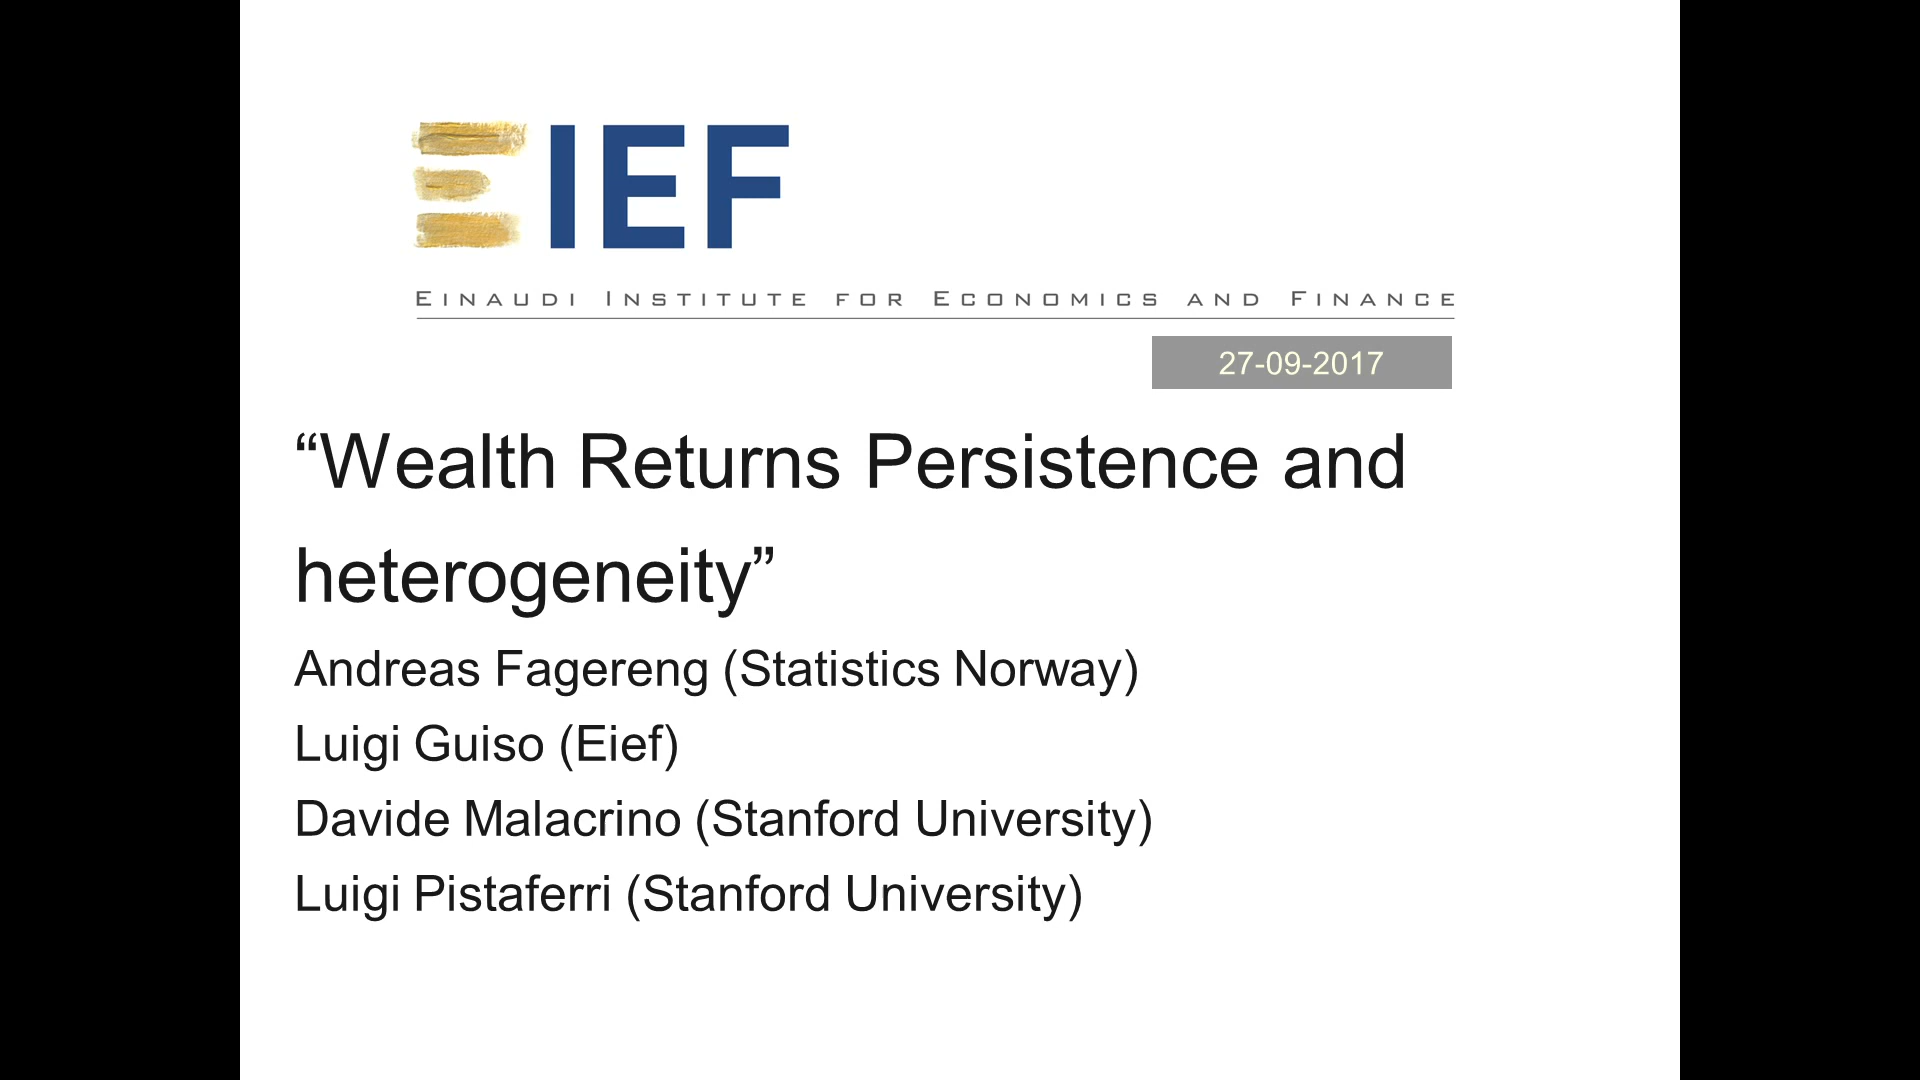 EIEF
EINAUDI INSTITUTE FOR ECONOMICS AND FINANCE
27-09-2017
“Wealth Returns Persistence and
heterogeneity”
Andreas Fagereng (Statistics Norway)
Luigi Guiso (Eief)
Davide Malacrino (Stanford University)
Luigi Pistaferri (Stanford University)